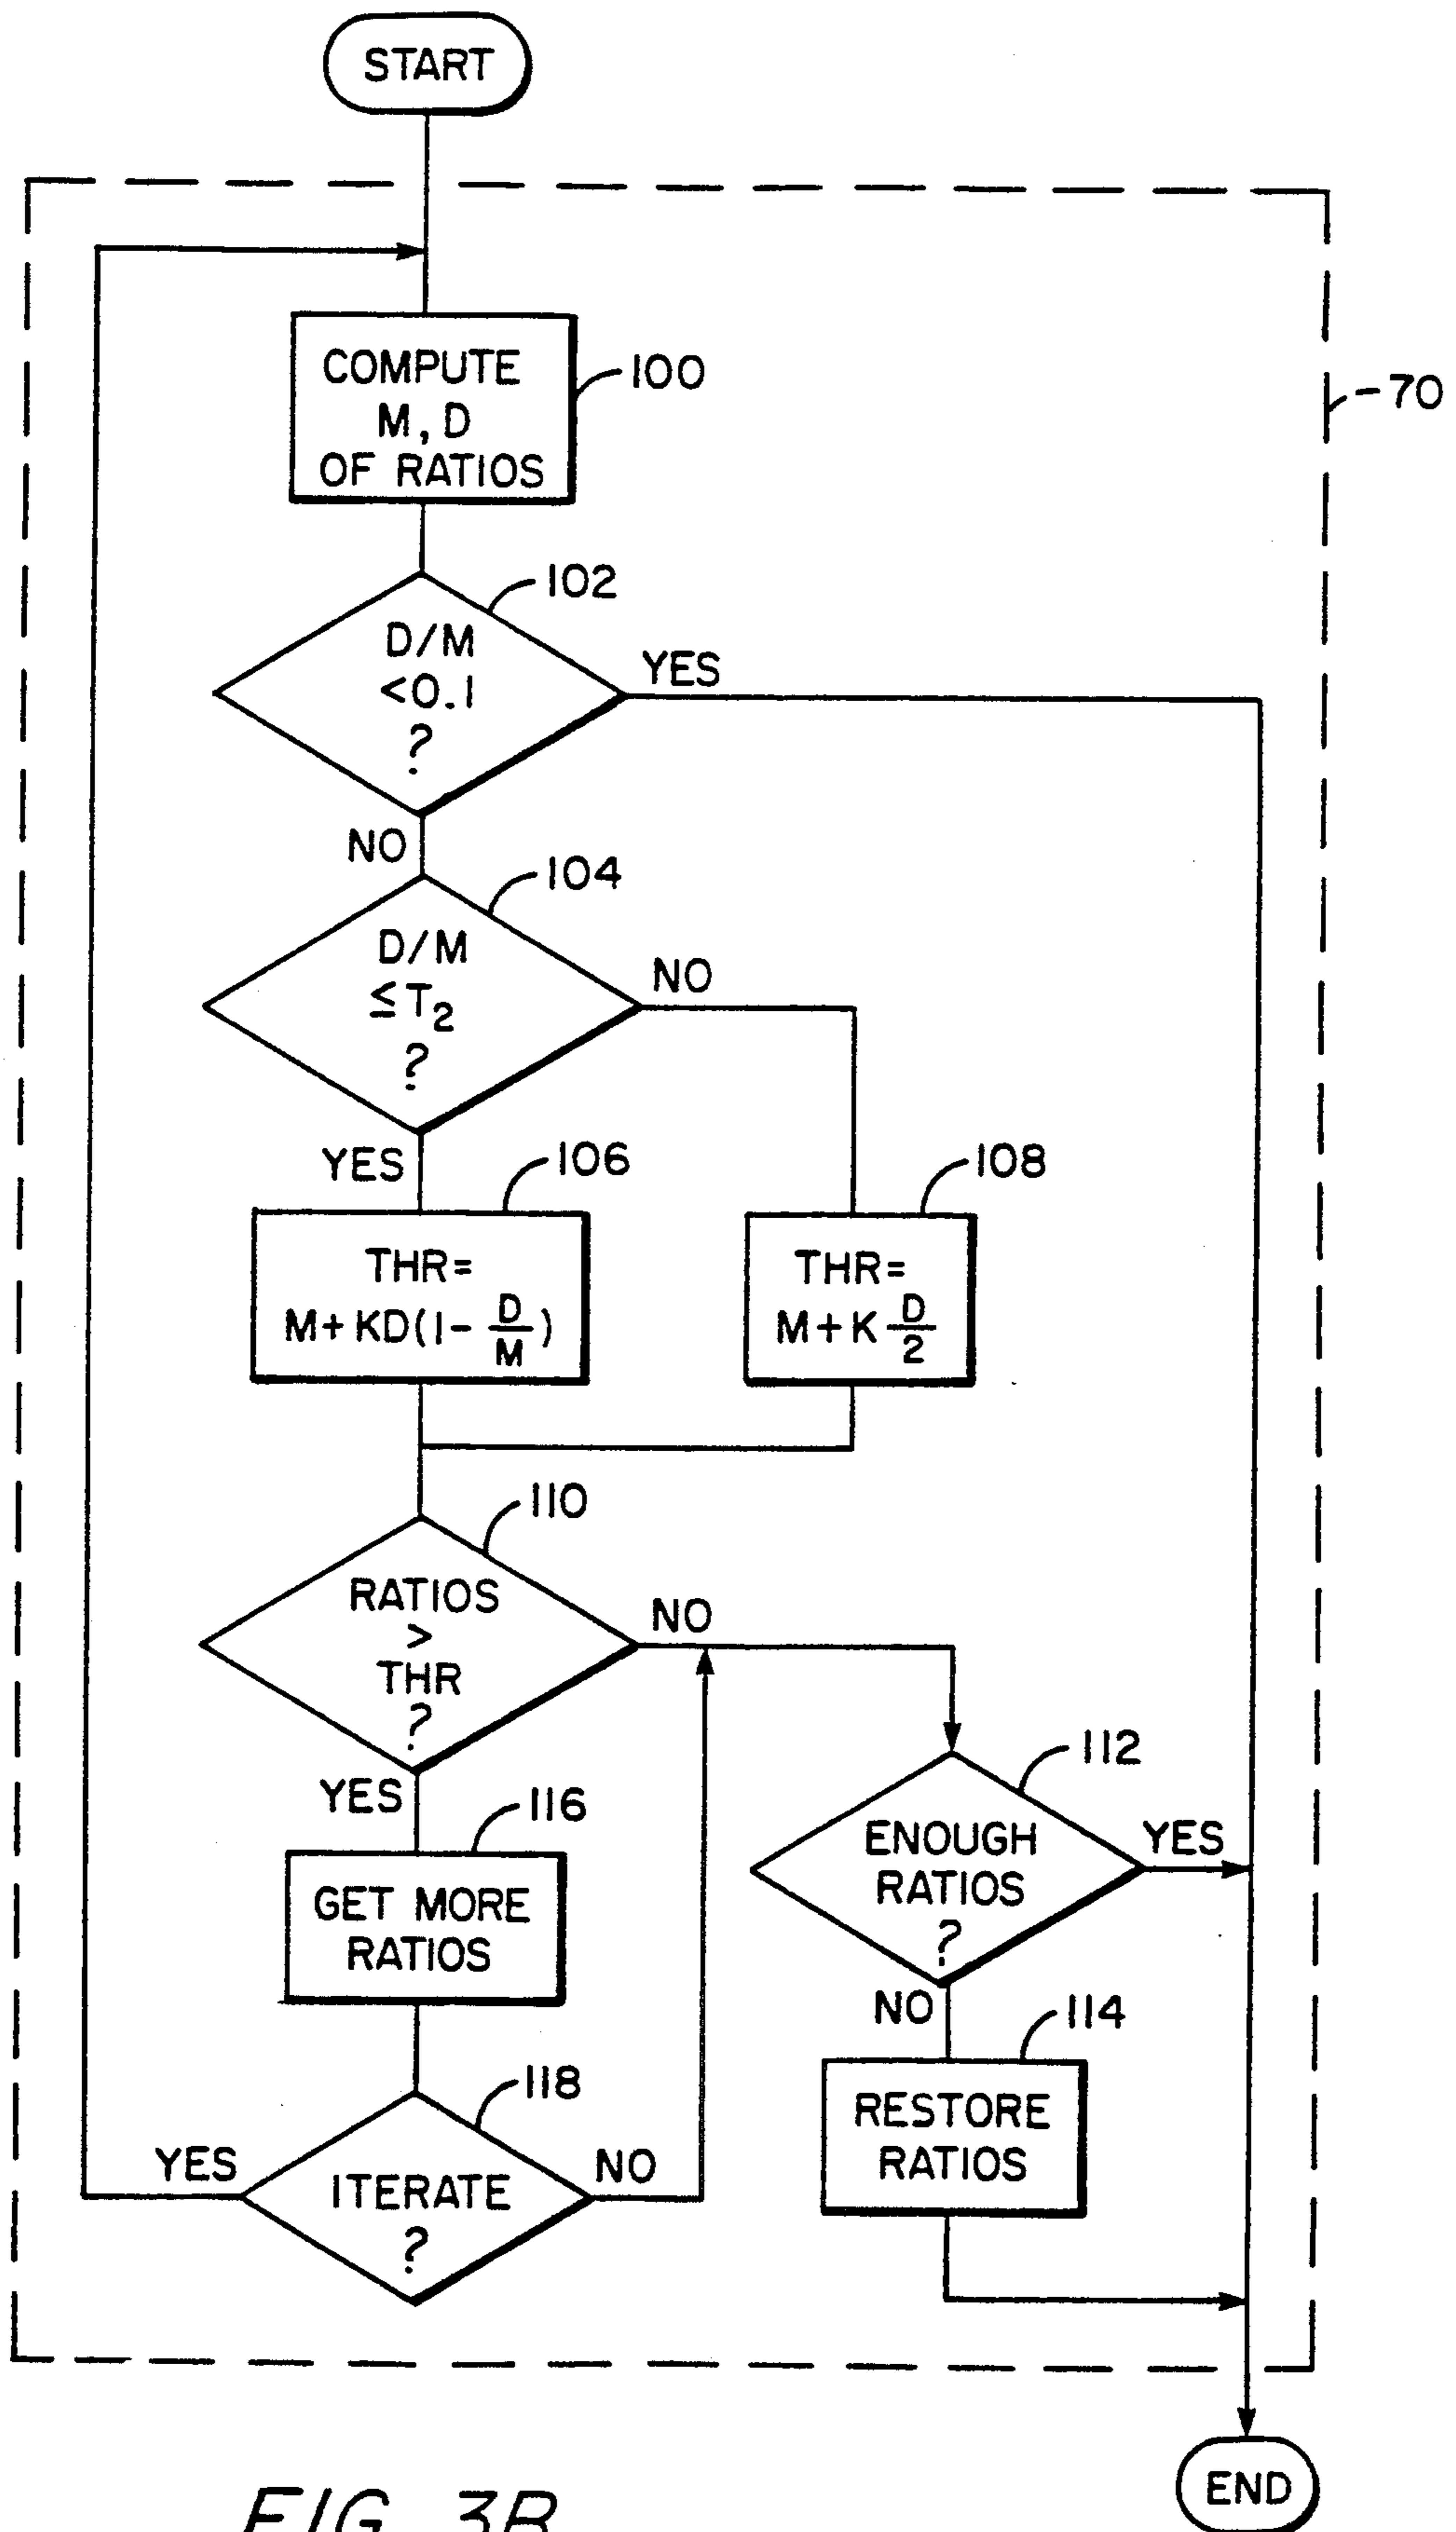 START
-70
COMPUTE
M, D
OF RATIOS
100
102
D/M
<0.1
?
YES
NO
104
D/M
≤T₂
?
NO
YES
106
THR=
M+KD(1-D/M)
108
THR=
M+K D/2
110
RATIOS
>
THR
?
NO
YES
116
GET MORE
RATIOS
112
ENOUGH
RATIOS
?
YES
NO
114
RESTORE
RATIOS
118
ITERATE
?
YES
NO
END
FIG. 3B